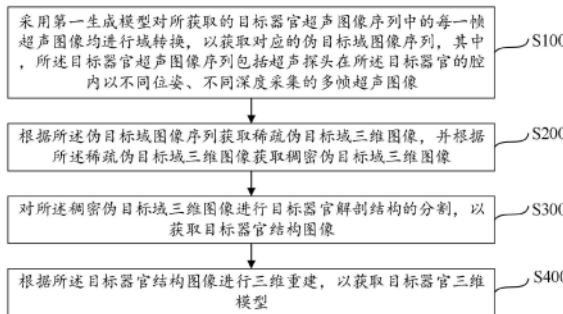 采用第一生成模型对所获取的目标器官超声图像序列中的每一帧
超声图像均进行域转换，以获取对应的伪目标域图像序列，其中
，所述目标器官超声图像序列包括超声探头在所述目标器官的腔
内以不同位姿、不同深度采集的多帧超声图像
S100
根据所述伪目标域图像序列获取稀疏伪目标域三维图像，并根据
所述稀疏伪目标域三维图像获取稠密伪目标域三维图像
S200
对所述稠密伪目标域三维图像进行目标器官解剖结构的分割，以
获取目标器官结构图像
S300
根据所述目标器官结构图像进行三维重建，以获取目标器官三维
模型
S400